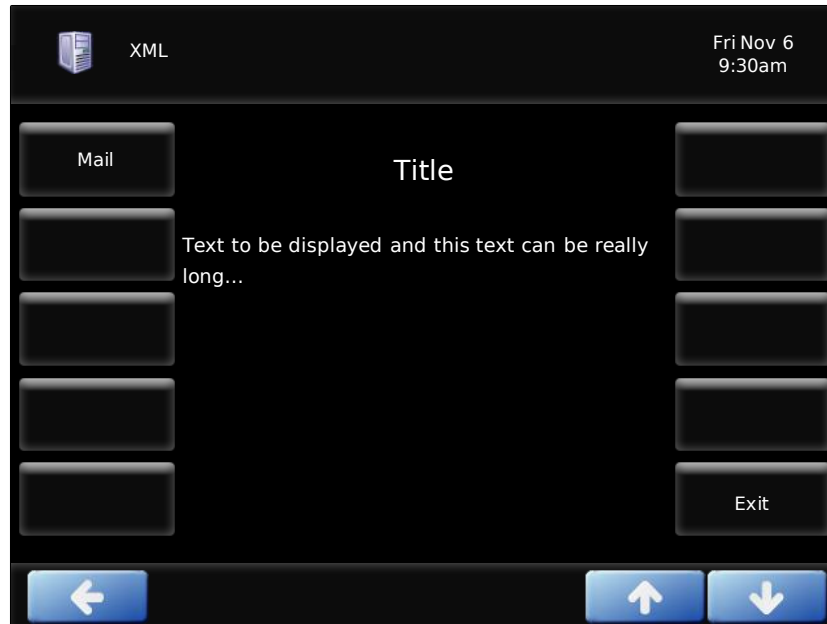 XML
Fri Nov 6
9:30am
Mail
Title
Text to be displayed and this text can be really
long...
Exit